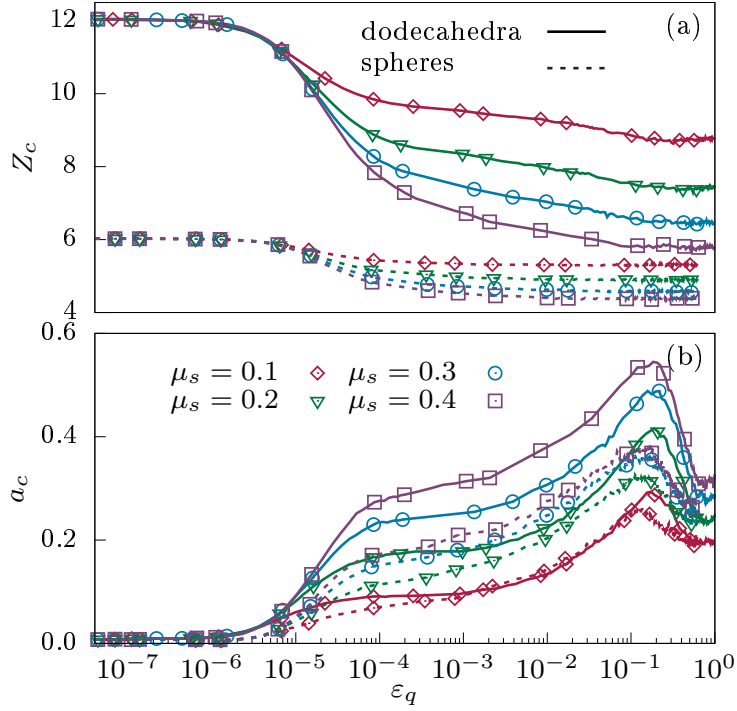 12
10
8
6
4
Z_c
dodecahedra
spheres
(a)
0.6
0.4
0.2
0.0
a_c
(b)
μ_s = 0.1 μ_s = 0.3
μ_s = 0.2 μ_s = 0.4
10^{-7} 10^{-6} 10^{-5} 10^{-4} 10^{-3} 10^{-2} 10^{-1} 10^0
ε_q